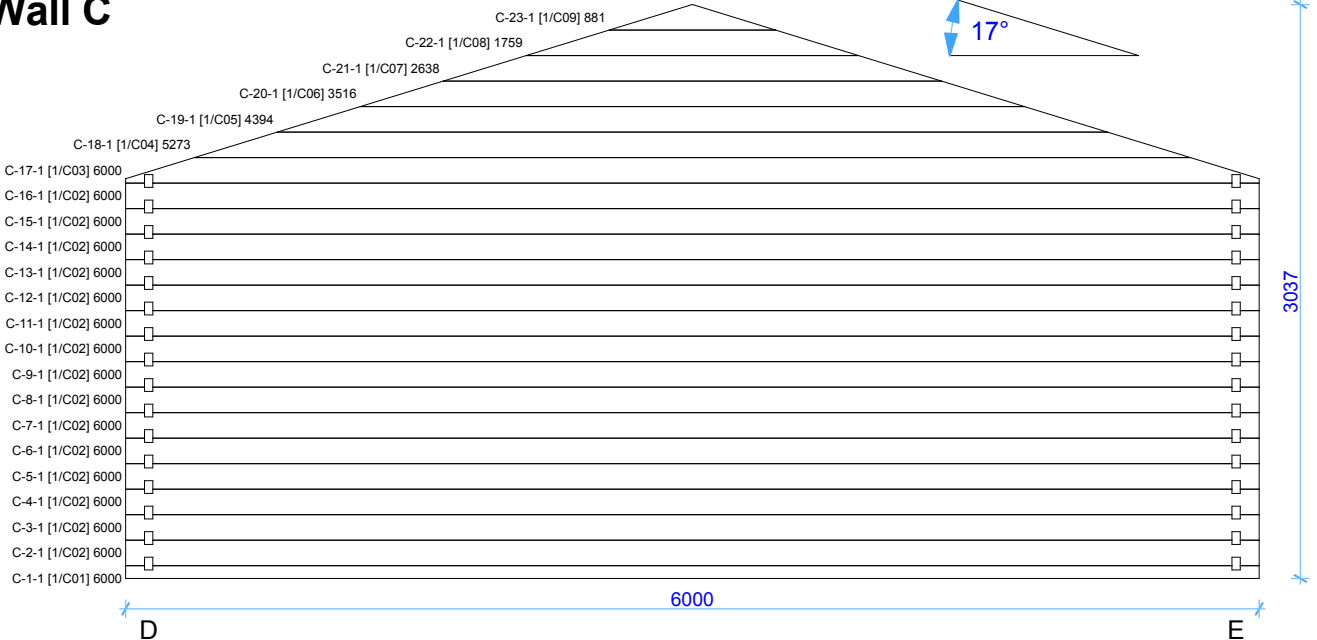 Wall C
C-23-1 [1/C09] 881
17°
C-22-1 [1/C08] 1759
C-21-1 [1/C07] 2638
C-20-1 [1/C06] 3516
C-19-1 [1/C05] 4394
C-18-1 [1/C04] 5273
C-17-1 [1/C03] 6000
C-16-1 [1/C02] 6000
C-15-1 [1/C02] 6000
C-14-1 [1/C02] 6000
C-13-1 [1/C02] 6000
C-12-1 [1/C02] 6000
C-11-1 [1/C02] 6000
C-10-1 [1/C02] 6000
C-9-1 [1/C02] 6000
C-8-1 [1/C02] 6000
C-7-1 [1/C02] 6000
C-6-1 [1/C02] 6000
C-5-1 [1/C02] 6000
C-4-1 [1/C02] 6000
C-3-1 [1/C02] 6000
C-2-1 [1/C02] 6000
C-1-1 [1/C01] 6000
3037
6000
D E